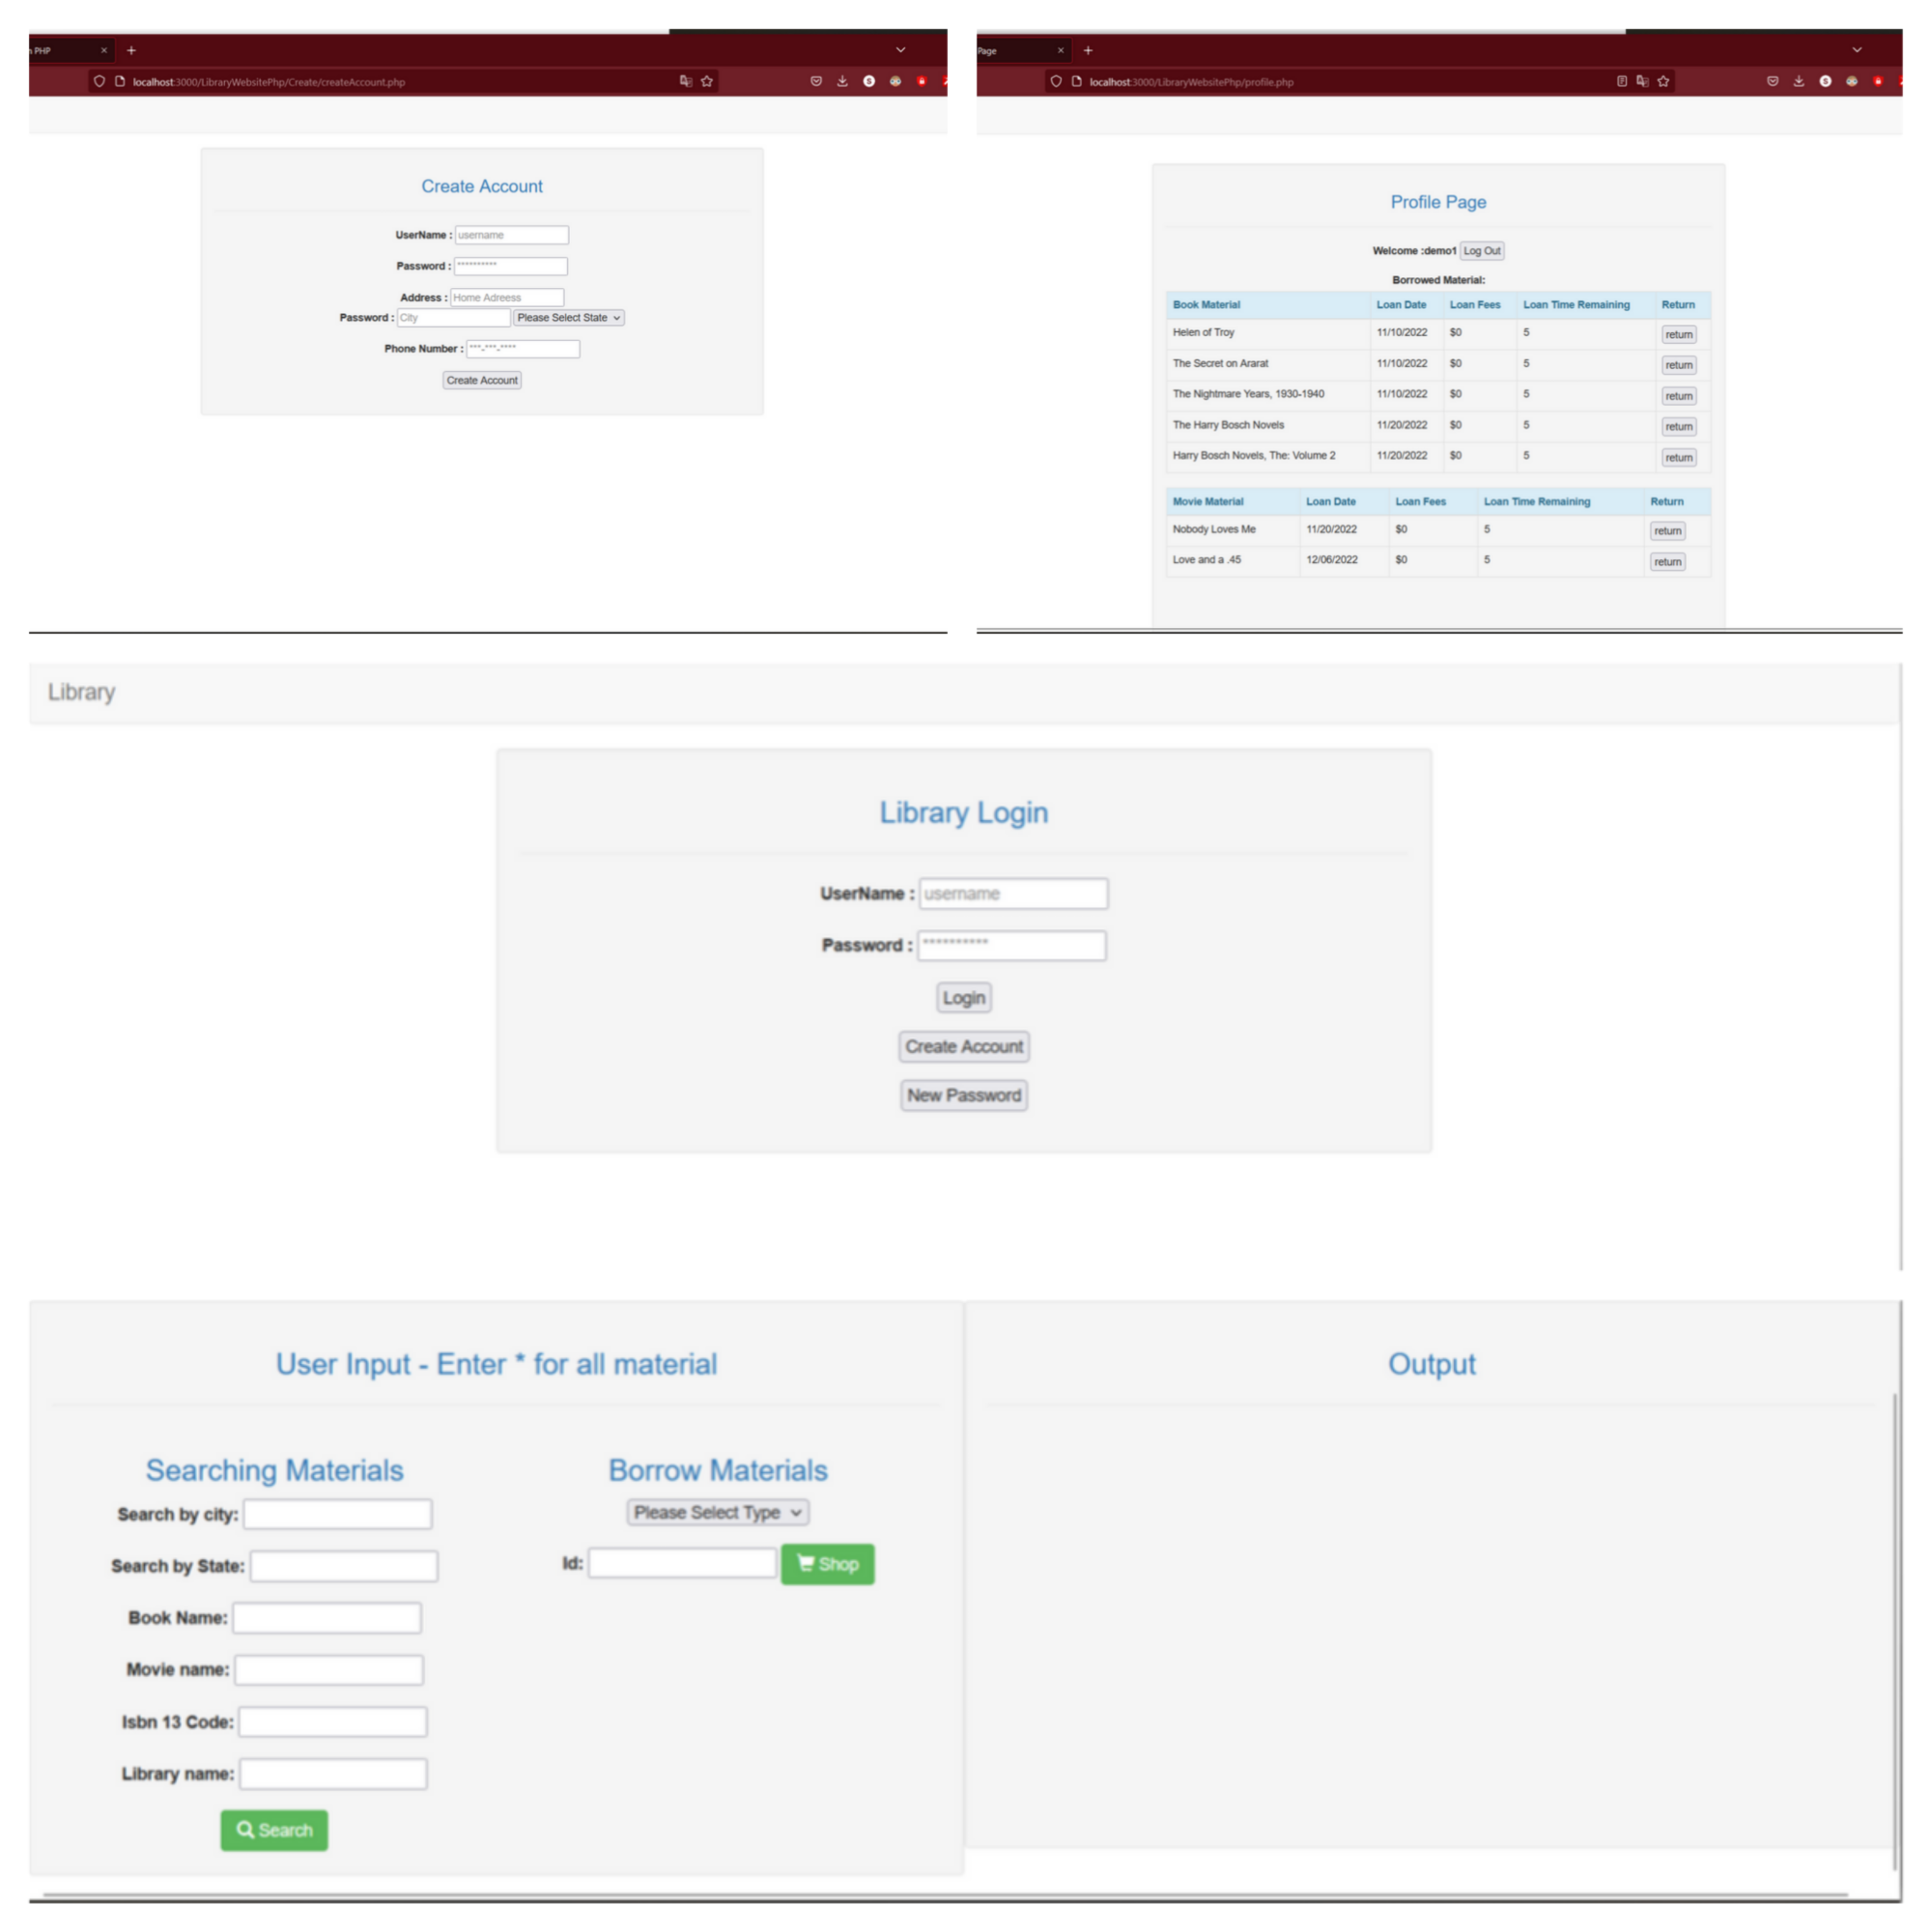 n PHP × +
localhost:3000/LibraryWebsitePhp/Create/createAccount.php
Create Account
UserName : username
Password : **********
Address : Home Adreess
Password : City Please Select State
Phone Number : ***-***-****
Create Account
Page × +
localhost:3000/LibraryWebsitePhp/profile.php
Profile Page
Welcome :demo1 Log Out
Borrowed Material:
Book Material Loan Date Loan Fees Loan Time Remaining Return
Helen of Troy 11/10/2022 $0 5 return
The Secret on Ararat 11/10/2022 $0 5 return
The Nightmare Years, 1930-1940 11/10/2022 $0 5 return
The Harry Bosch Novels 11/20/2022 $0 5 return
Harry Bosch Novels, The: Volume 2 11/20/2022 $0 5 return
Movie Material Loan Date Loan Fees Loan Time Remaining Return
Nobody Loves Me 11/20/2022 $0 5 return
Love and a .45 12/06/2022 $0 5 return
Library
Library Login
UserName : username
Password : **********
Login
Create Account
New Password
User Input - Enter * for all material
Searching Materials
Search by city:
Search by State:
Book Name:
Movie name:
Isbn 13 Code:
Library name:
Search
Borrow Materials
Please Select Type
Id: Shop
Output